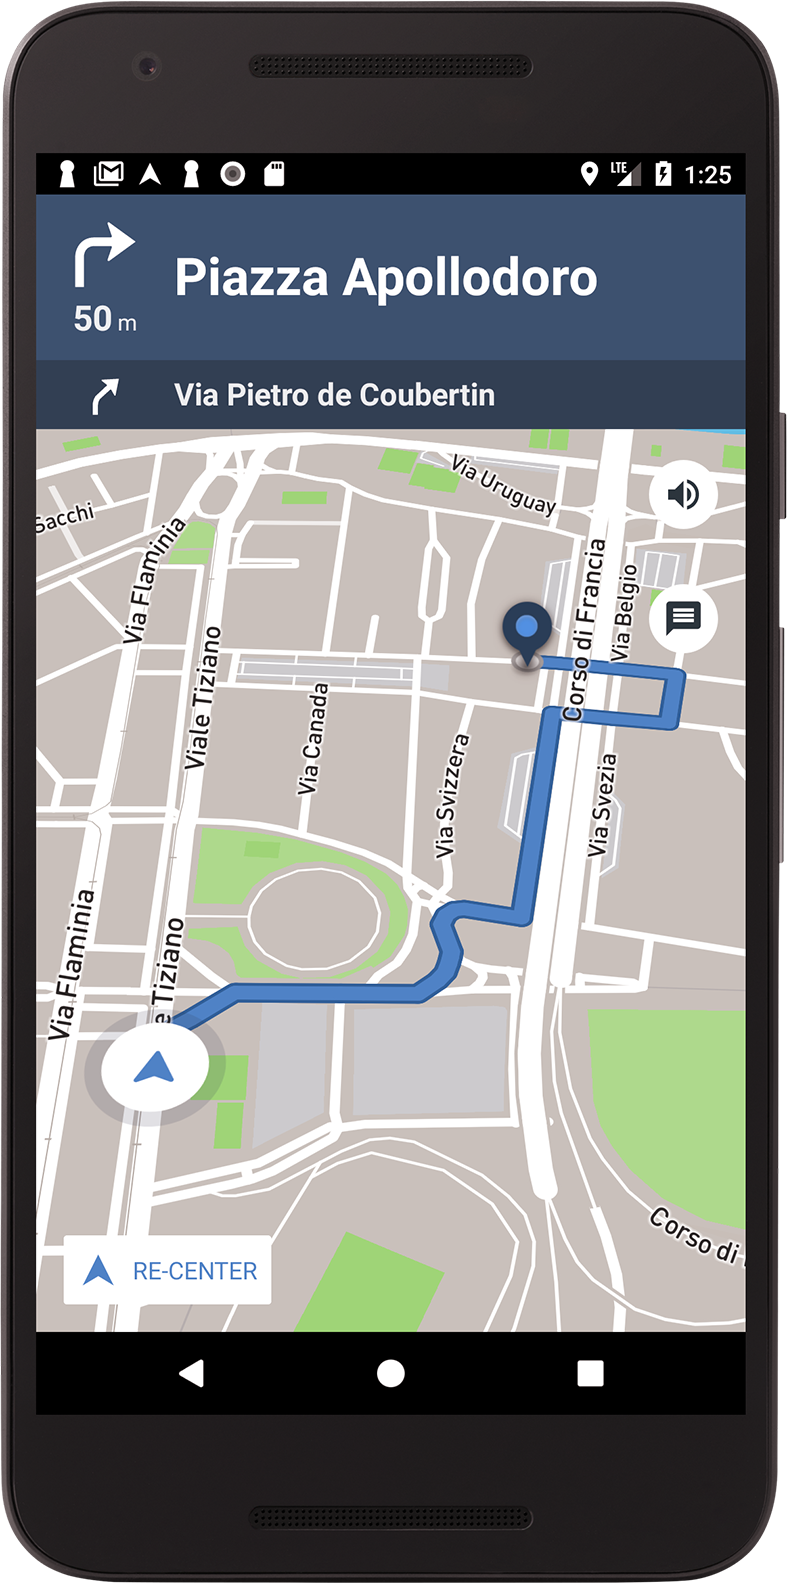 LTE 1:25
Piazza Apollodoro
50 m
Via Pietro de Coubertin
Via Uruguay
Sacchi
Via Flaminia
Corso di Francia
Via Belgio
Viale Tiziano
Via Canada
Via Svizzera
Via Svezia
Via Flaminia
e Tiziano
Corso di
RE-CENTER